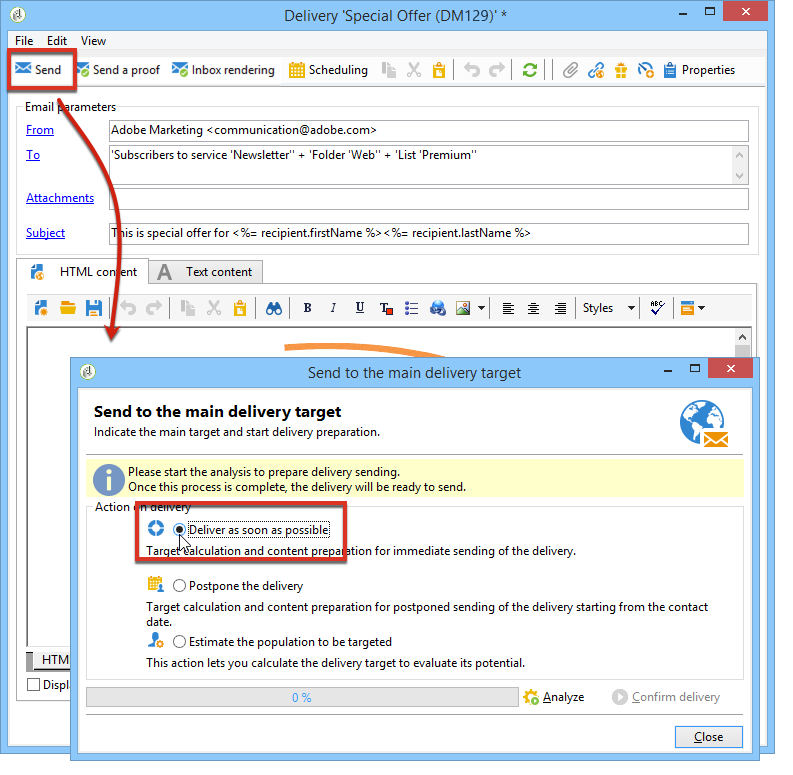 Delivery 'Special Offer (DM129)' *
File Edit View
Send Send a proof Inbox rendering Scheduling Properties
Email parameters
From Adobe Marketing <communication@adobe.com>
To 'Subscribers to service 'Newsletter'' + 'Folder 'Web'' + 'List 'Premium''
Attachments
Subject This is special offer for <%= recipient.firstName %><%= recipient.lastName %>
HTML content A Text content
B I U T Styles ABC
Send to the main delivery target
Send to the main delivery target
Indicate the main target and start delivery preparation.
Please start the analysis to prepare delivery sending.
Once this process is complete, the delivery will be ready to send.
Action on delivery
Deliver as soon as possible
Target calculation and content preparation for immediate sending of the delivery.
Postpone the delivery
Target calculation and content preparation for postponed sending of the delivery starting from the contact
date.
Estimate the population to be targeted
This action lets you calculate the delivery target to evaluate its potential.
HTM
Displa
0 % Analyze Confirm delivery
Close